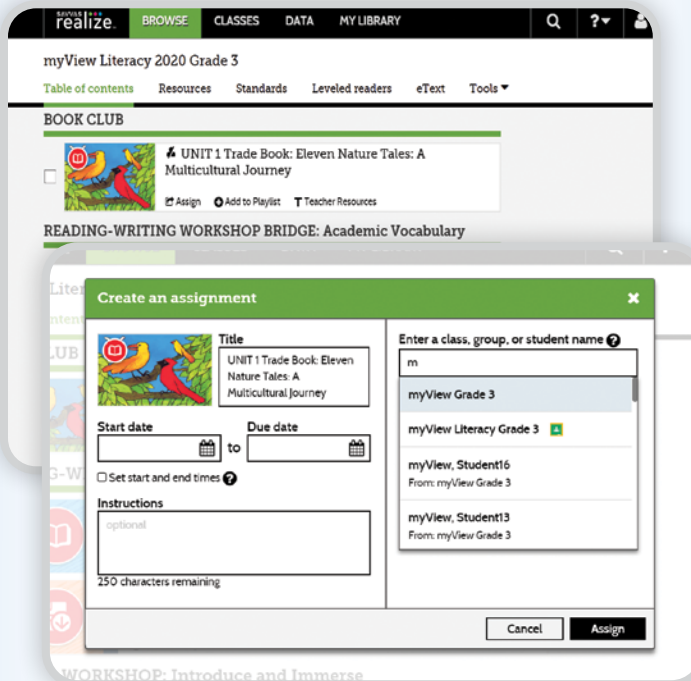 SAVVAS
realize. BROWSE CLASSES DATA MY LIBRARY ?▾
myView Literacy 2020 Grade 3
Table of contents Resources Standards Leveled readers eText Tools ▾
BOOK CLUB
UNIT 1 Trade Book: Eleven Nature Tales: A
Multicultural Journey
Assign Add to Playlist T Teacher Resources
READING-WRITING WORKSHOP BRIDGE: Academic Vocabulary
Create an assignment ×
Title
UNIT 1 Trade Book: Eleven
Nature Tales: A
Multicultural Journey
Start date Due date
to
Set start and end times ?
Instructions
optional
250 characters remaining
Enter a class, group, or student name ?
m
myView Grade 3
myView Literacy Grade 3
myView, Student16
From: myView Grade 3
myView, Student13
From: myView Grade 3
Cancel Assign
WORKSHOP: Introduce and Immerse